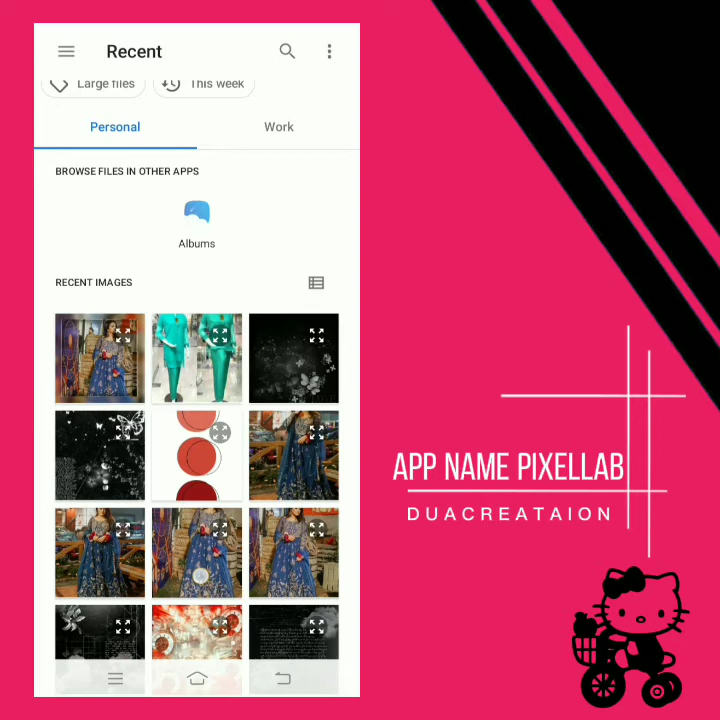 Recent
Large files
This week
Personal
Work
BROWSE FILES IN OTHER APPS
Albums
RECENT IMAGES
APP NAME PIXELLAB
DUACREATAION